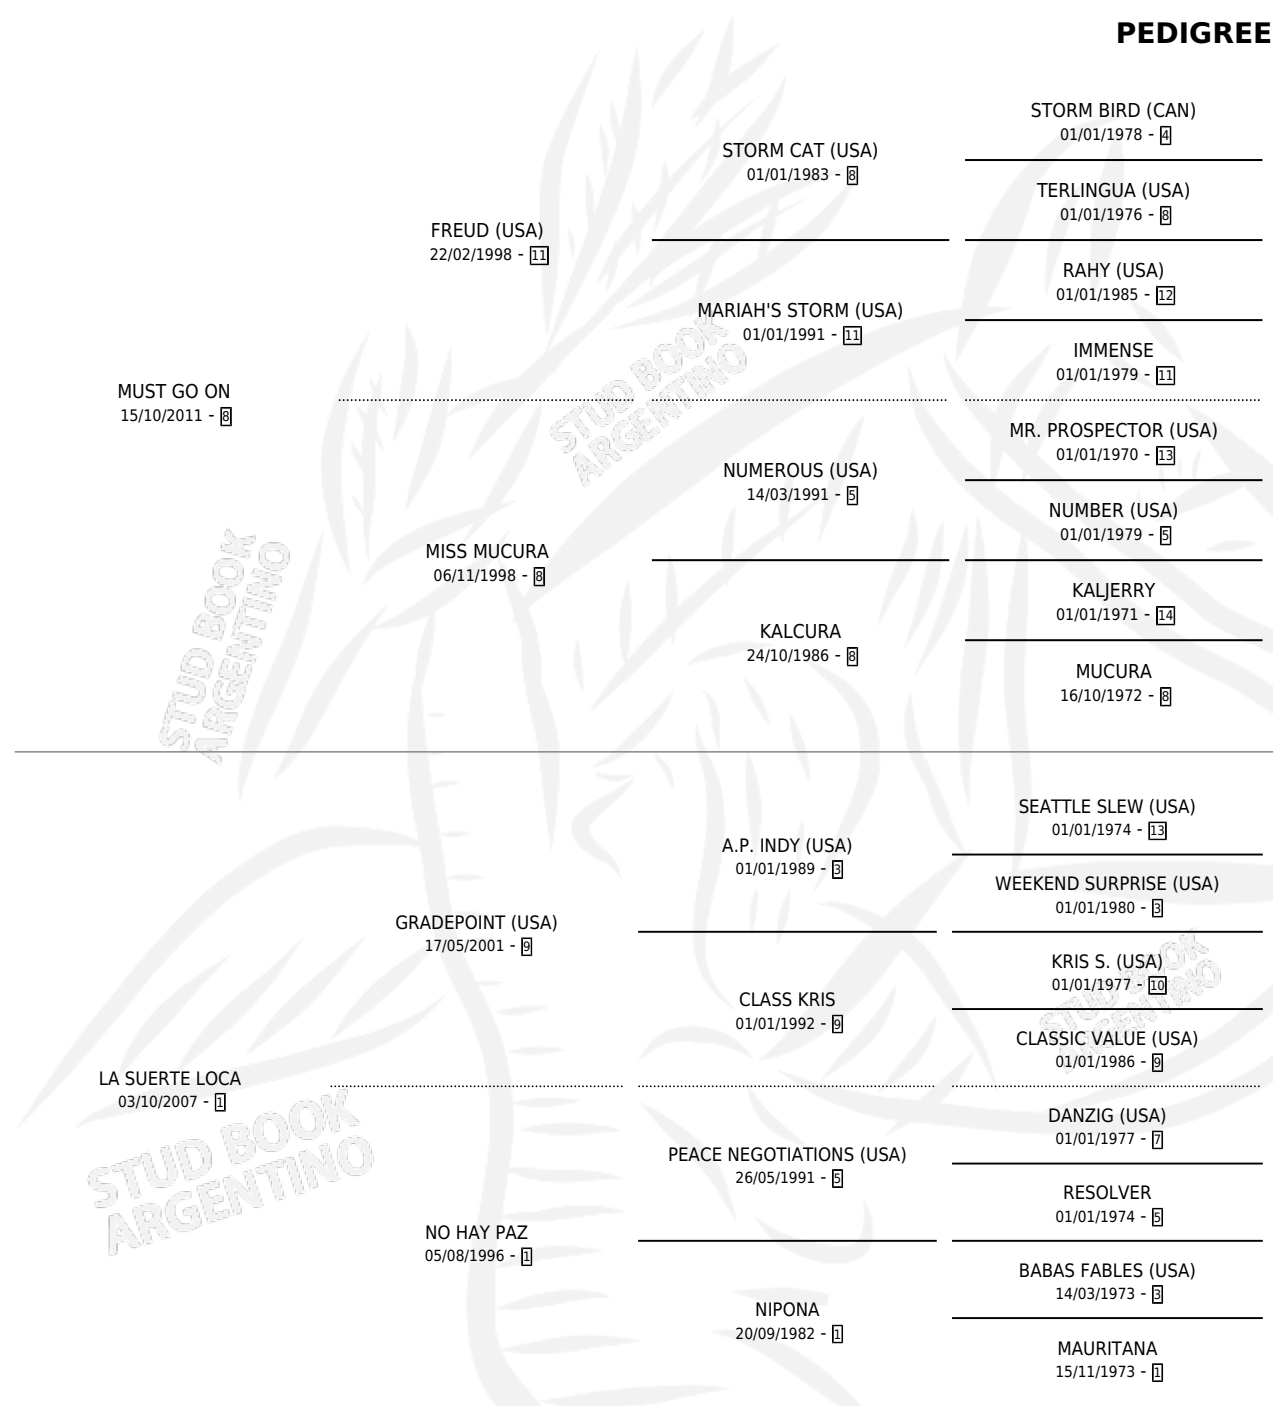 PEDIGREE
STORM BIRD (CAN)
01/01/1978 - 4
STORM CAT (USA)
01/01/1983 - 8
TERLINGUA (USA)
01/01/1976 - 8
FREUD (USA)
22/02/1998 - 11
RAHY (USA)
01/01/1985 - 12
MARIAH'S STORM (USA)
01/01/1991 - 11
IMMENSE
01/01/1979 - 11
MUST GO ON
15/10/2011 - 8
MR. PROSPECTOR (USA)
01/01/1970 - 13
NUMEROUS (USA)
14/03/1991 - 5
NUMBER (USA)
01/01/1979 - 5
MISS MUCURA
06/11/1998 - 8
KALJERRY
01/01/1971 - 14
KALCURA
24/10/1986 - 8
MUCURA
16/10/1972 - 8
SEATTLE SLEW (USA)
01/01/1974 - 13
A.P. INDY (USA)
01/01/1989 - 3
WEEKEND SURPRISE (USA)
01/01/1980 - 3
GRADEPOINT (USA)
17/05/2001 - 9
KRIS S. (USA)
01/01/1977 - 10
CLASS KRIS
01/01/1992 - 9
CLASSIC VALUE (USA)
01/01/1986 - 9
LA SUERTE LOCA
03/10/2007 - 1
DANZIG (USA)
01/01/1977 - 7
PEACE NEGOTIATIONS (USA)
26/05/1991 - 5
RESOLVER
01/01/1974 - 5
NO HAY PAZ
05/08/1996 - 1
BABAS FABLES (USA)
14/03/1973 - 3
NIPONA
20/09/1982 - 1
MAURITANA
15/11/1973 - 1
STUD BOOK
ARGENTINO
STUD BOOK
ARGENTINO
STUD BOOK
ARGENTINO
STUD BOOK
ARGENTINO